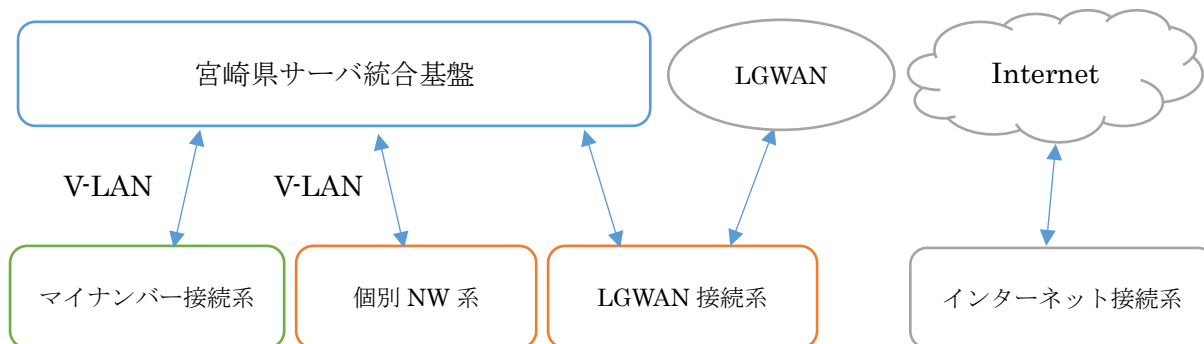 宮崎県サーバ統合基盤
LGWAN
Internet
V-LAN
V-LAN
マイナンバー接続系
個別 NW 系
LGWAN 接続系
インターネット接続系